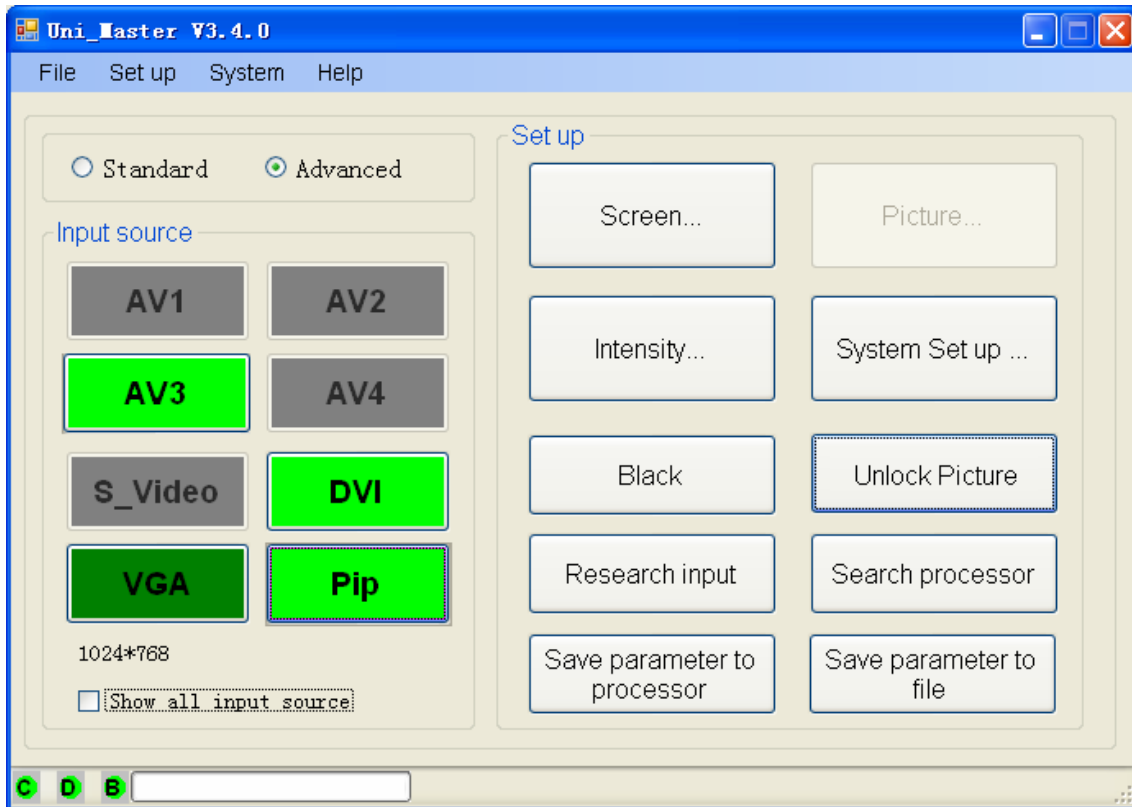 Uni_Master V3.4.0
File Set up System Help
Standard Advanced
Input source
AV1 AV2
AV3 AV4
S_Video DVI
VGA Pip
1024*768
Show all input source
Set up
Screen... Picture...
Intensity... System Set up ...
Black Unlock Picture
Research input Search processor
Save parameter to
processor
Save parameter to
file
C D B